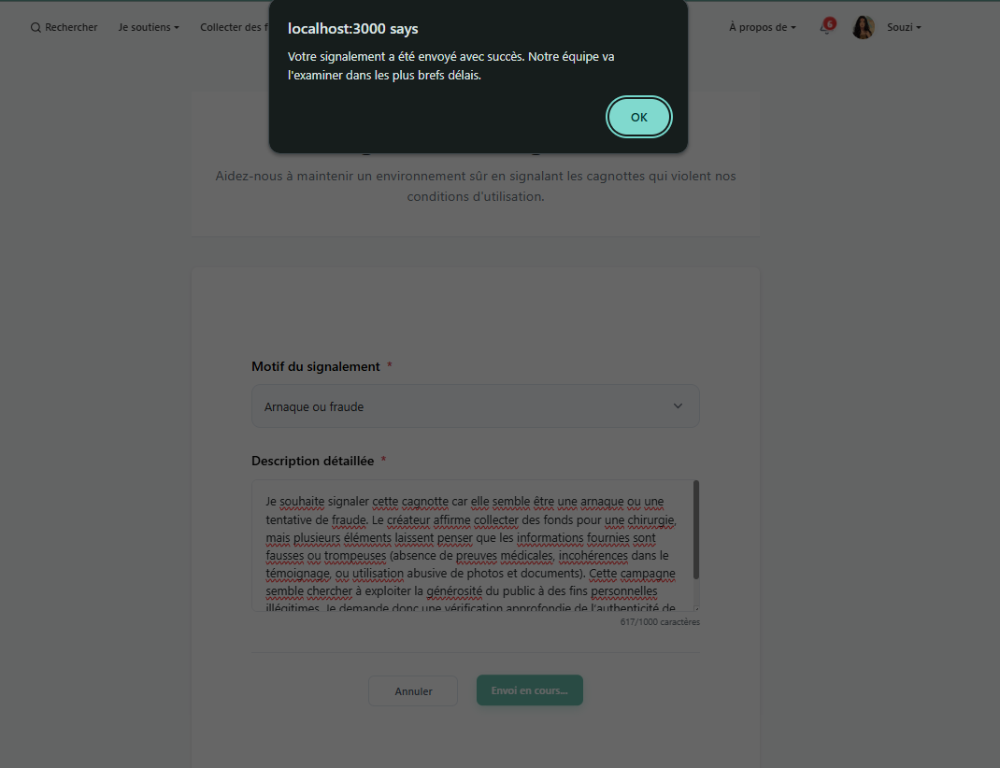 Rechercher
Je soutiens
Collecter des f
À propos de
6
Souzi
localhost:3000 says
Votre signalement a été envoyé avec succès. Notre équipe va
l'examiner dans les plus brefs délais.
OK
Aidez-nous à maintenir un environnement sûr en signalant les cagnottes qui violent nos
conditions d'utilisation.
Motif du signalement *
Arnaque ou fraude
Description détaillée *
Je souhaite signaler cette cagnotte car elle semble être une arnaque ou une
tentative de fraude. Le créateur affirme collecter des fonds pour une chirurgie,
mais plusieurs éléments laissent penser que les informations fournies sont
fausses ou trompeuses (absence de preuves médicales, incohérences dans le
témoignage, ou utilisation abusive de photos et documents). Cette campagne
semble chercher à exploiter la générosité du public à des fins personnelles
illégitimes. Je demande donc une vérification approfondie de l'authenticité de
617/1000 caractères
Annuler
Envoi en cours...